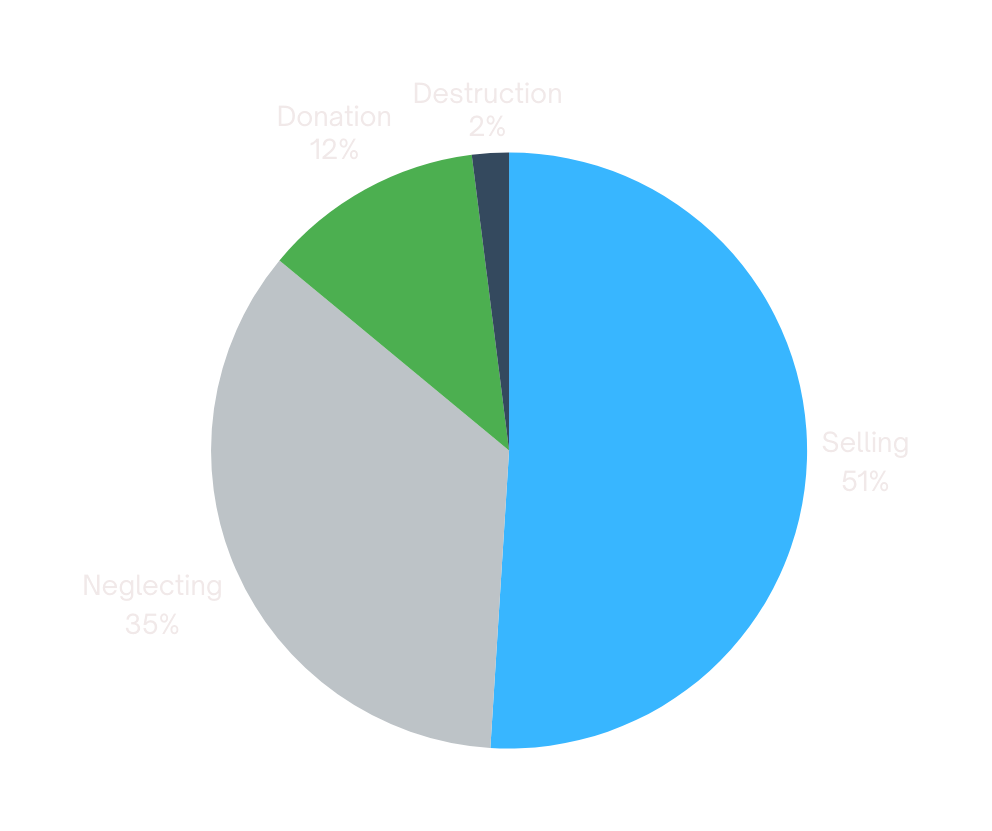 Destruction
2%
Donation
12%
Selling
51%
Neglecting
35%